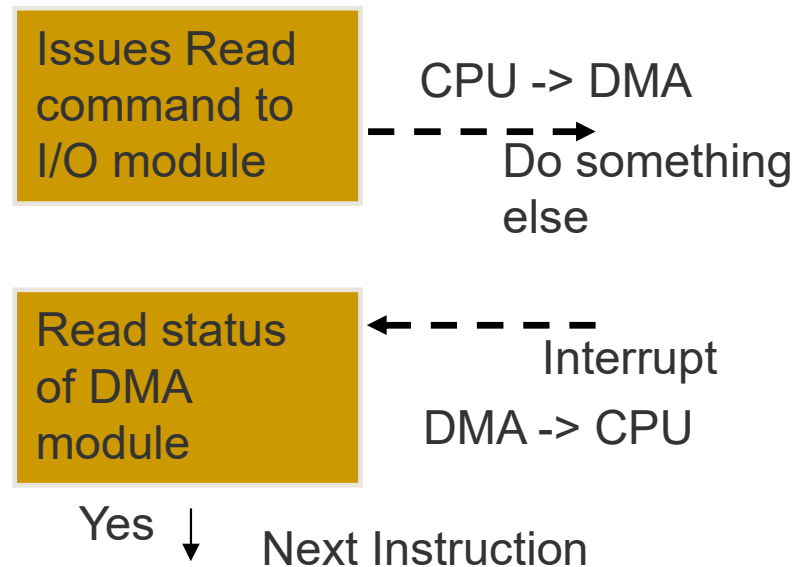 Issues Read
command to
I/O module
CPU -> DMA
Do something
else
Read status
of DMA
module
Interrupt
DMA -> CPU
Yes
Next Instruction